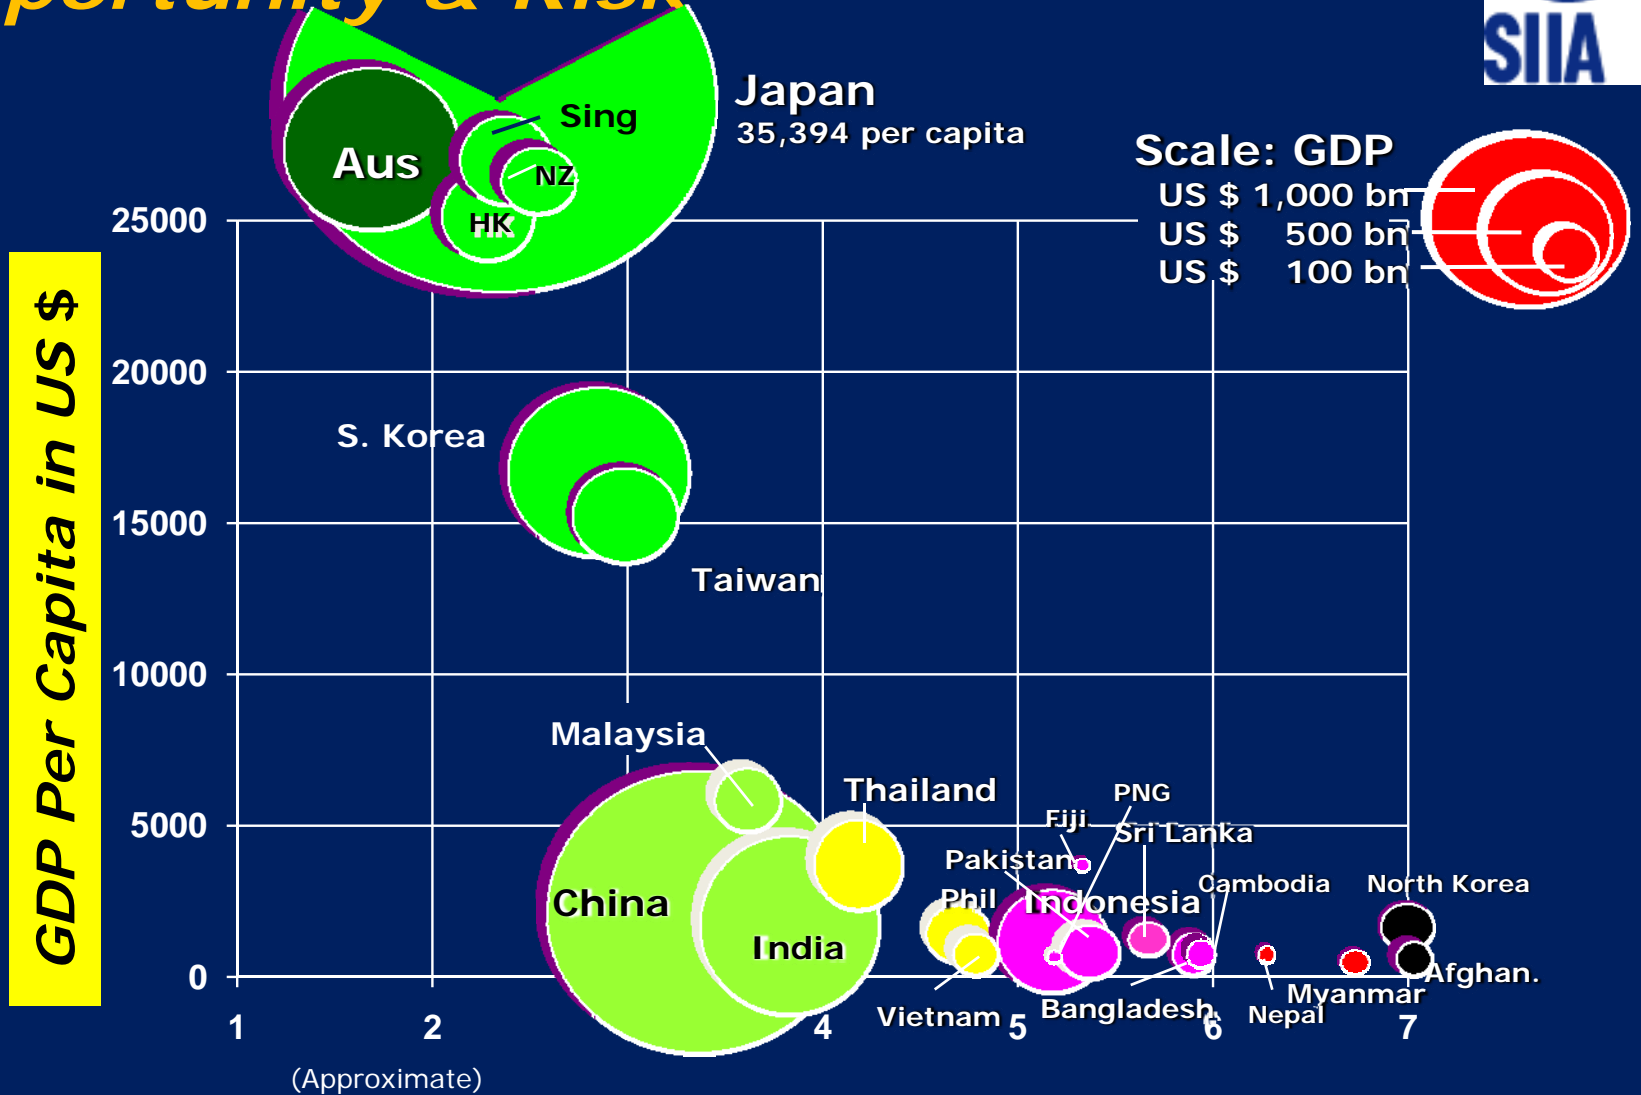 portunity & Risk
SIIA
Japan
35,394 per capita
Sing
Aus
NZ
HK
Scale: GDP
US $ 1,000 bn
US $ 500 bn
US $ 100 bn
GDP Per Capita in US $
25000
20000
15000
10000
5000
0
S. Korea
Taiwan
Malaysia
Thailand
PNG
Fiji
Sri Lanka
Pakistan
Cambodia
North Korea
Phil
Indonesia
China
India
Afghan.
Myanmar
Vietnam
Bangladesh
Nepal
1 2 4 5 6 7
(Approximate)